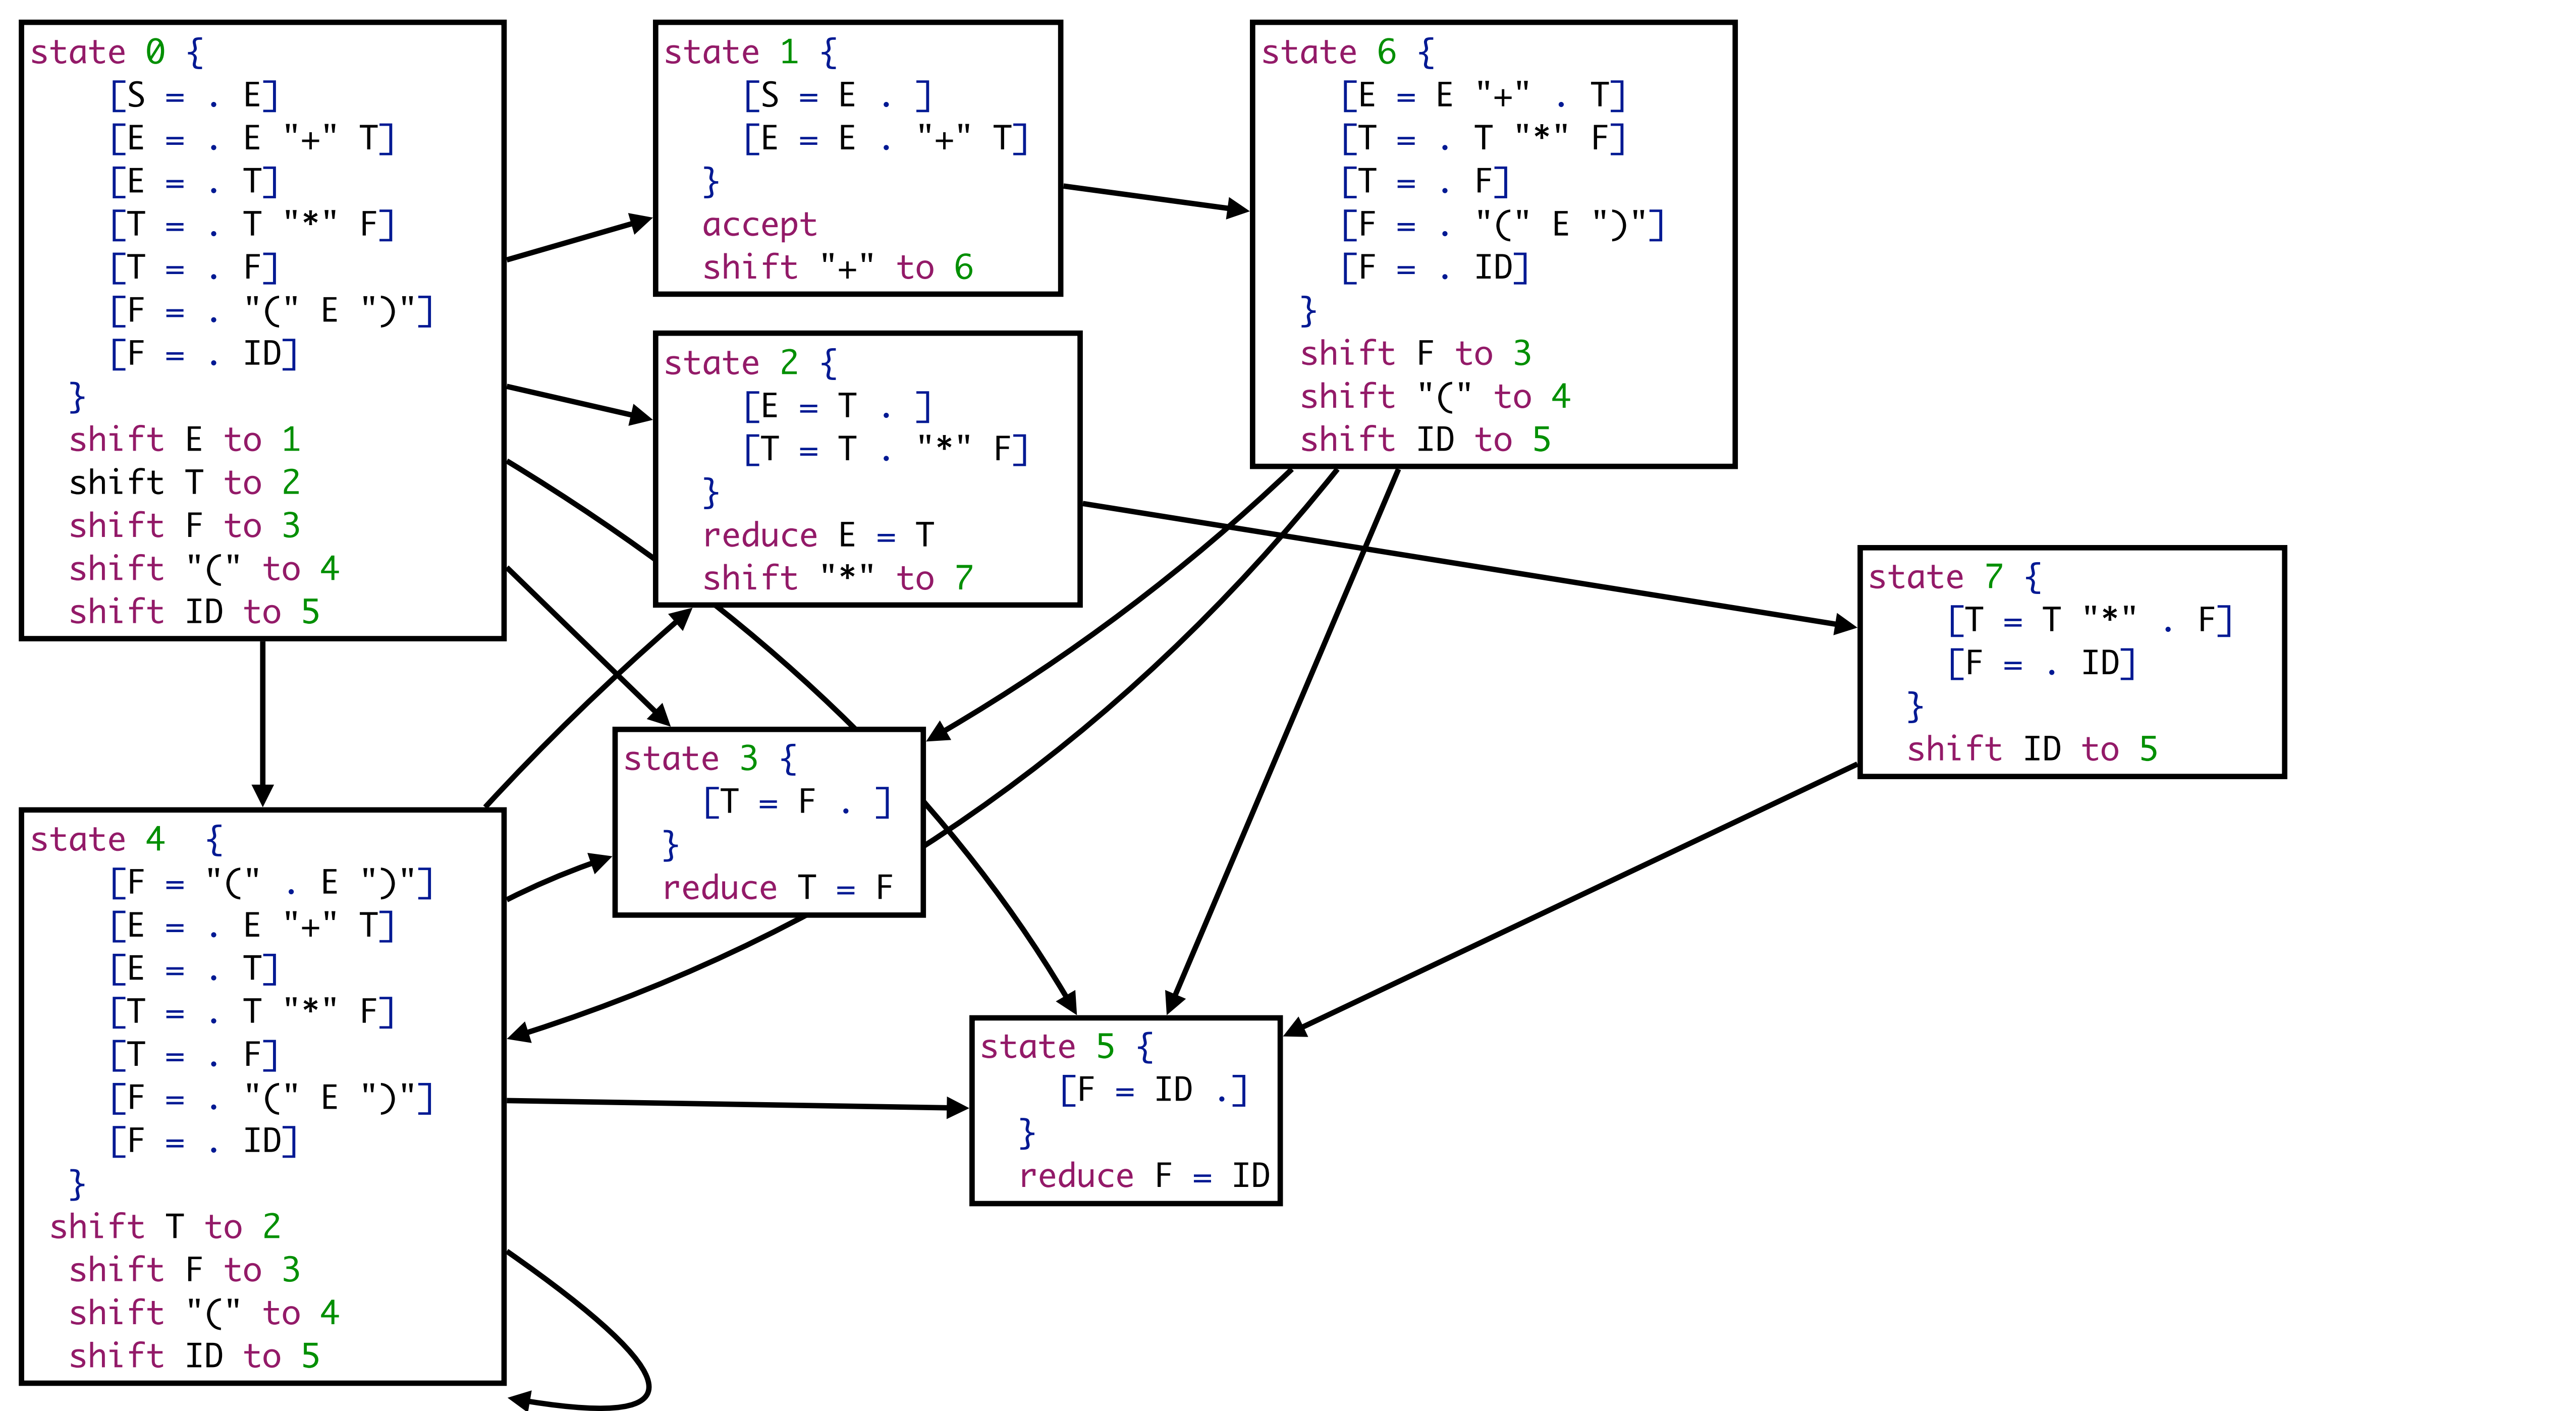 state 0 {
[S = . E]
[E = . E "+" T]
[E = . T]
[T = . T "*" F]
[T = . F]
[F = . "(" E ")"]
[F = . ID]
}
shift E to 1
shift T to 2
shift F to 3
shift "(" to 4
shift ID to 5
state 1 {
[S = E . ]
[E = E . "+" T]
}
accept
shift "+" to 6
state 6 {
[E = E "+" . T]
[T = . T "*" F]
[T = . F]
[F = . "(" E ")"]
[F = . ID]
}
shift F to 3
shift "(" to 4
shift ID to 5
state 2 {
[E = T . ]
[T = T . "*" F]
}
reduce E = T
shift "*" to 7
state 7 {
[T = T "*" . F]
[F = . ID]
}
shift ID to 5
state 3 {
[T = F . ]
}
reduce T = F
state 4 {
[F = "(" . E ")"]
[E = . E "+" T]
[E = . T]
[T = . T "*" F]
[T = . F]
[F = . "(" E ")"]
[F = . ID]
}
shift T to 2
shift F to 3
shift "(" to 4
shift ID to 5
state 5 {
[F = ID .]
}
reduce F = ID